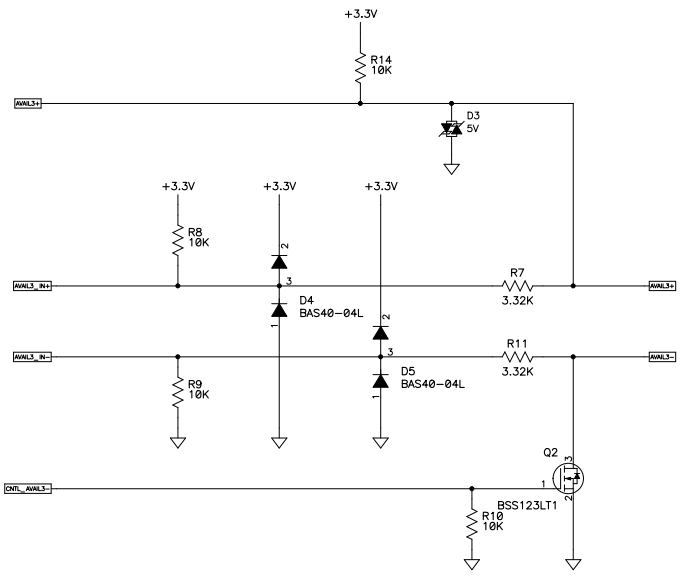 +3.3V
R14
10K
AVAIL3+
D3
5V
+3.3V
+3.3V
+3.3V
R8
10K
2
AVAIL3_IN+
3
R7
3.32K
AVAIL3+
D4
BAS40-04L
1
2
AVAIL3_IN-
3
R11
3.32K
AVAIL3-
R9
10K
D5
BAS40-04L
1
Q2
3
CNTL_AVAIL3-
1
2
BSS123LT1
R10
10K